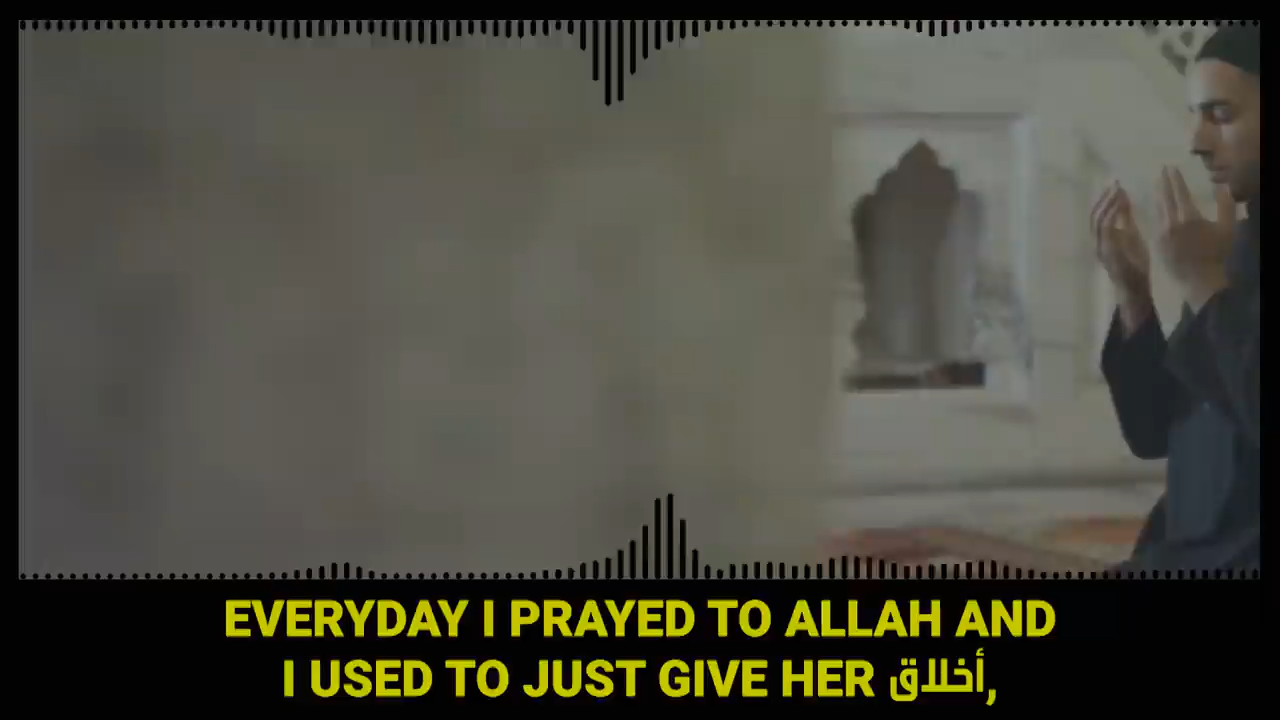 EVERYDAY I PRAYED TO ALLAH AND
I USED TO JUST GIVE HER أخلاق,